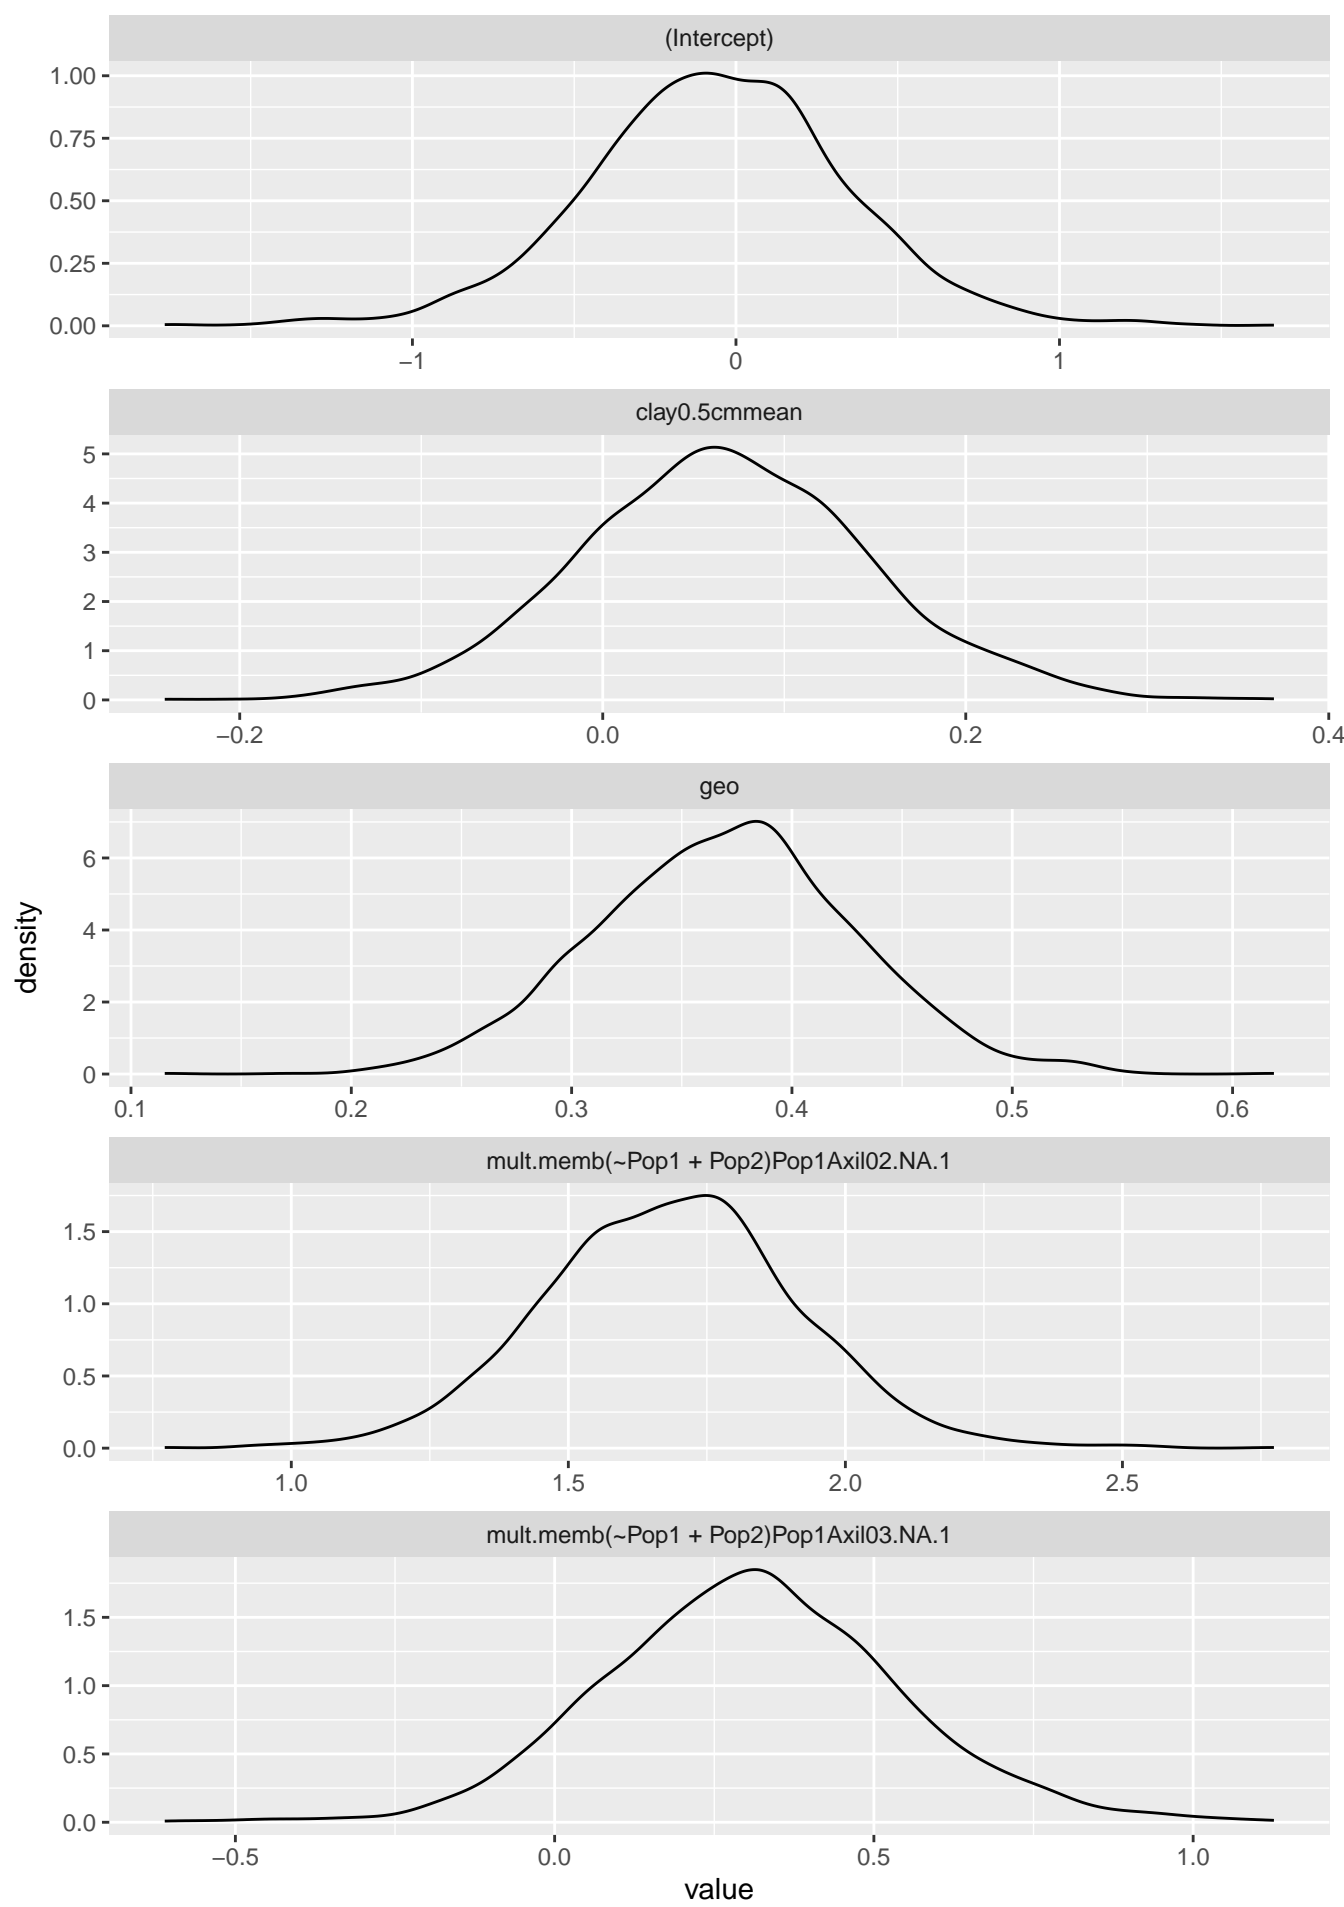 (Intercept)
1.00
0.75
0.50
0.25
0.00
−1 0 1
clay0.5cmmean
5
4
3
2
1
0
−0.2 0.0 0.2 0.4
geo
6
4
2
0
0.1 0.2 0.3 0.4 0.5 0.6
density
mult.memb(~Pop1 + Pop2)Pop1Axil02.NA.1
1.5
1.0
0.5
0.0
1.0 1.5 2.0 2.5
mult.memb(~Pop1 + Pop2)Pop1Axil03.NA.1
1.5
1.0
0.5
0.0
−0.5 0.0 0.5 1.0
value